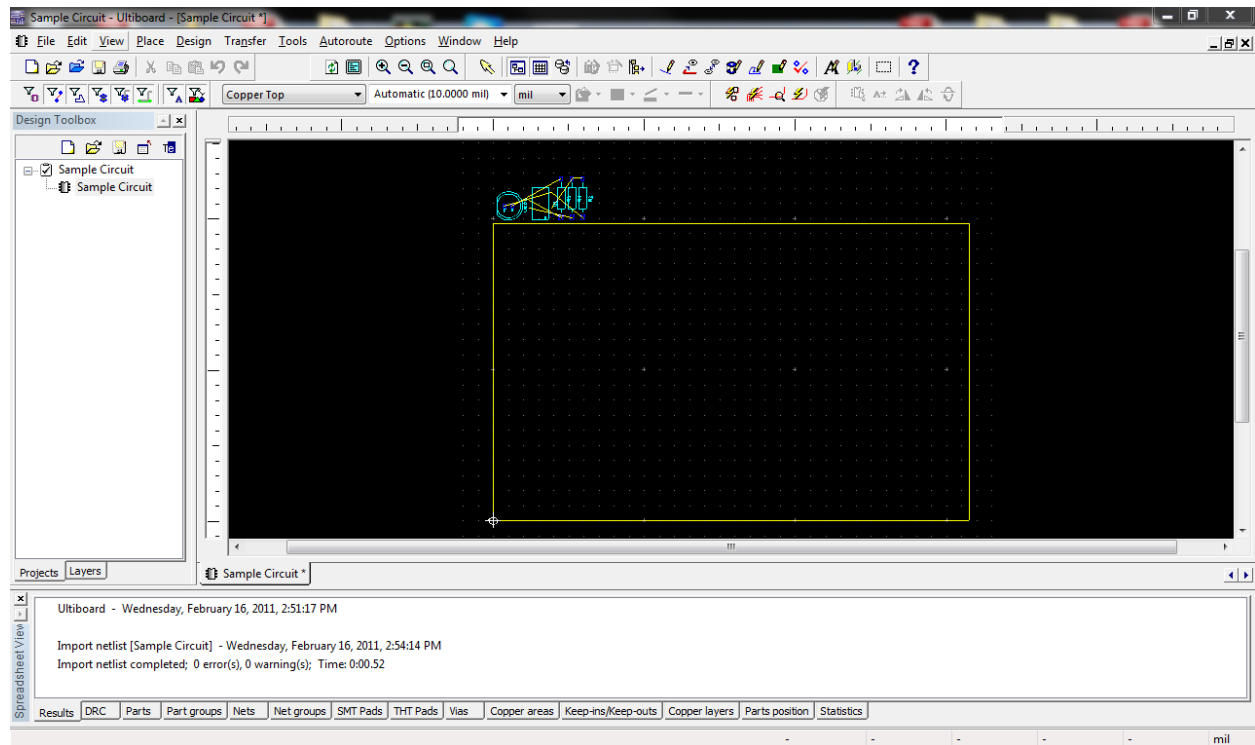 Sample Circuit - Ultiboard - [Sample Circuit *]
File Edit View Place Design Transfer Tools Autoroute Options Window Help
Copper Top Automatic (10.0000 mil) mil
Design Toolbox
Sample Circuit
Sample Circuit
Projects Layers
Sample Circuit *
Ultiboard - Wednesday, February 16, 2011, 2:51:17 PM
Import netlist [Sample Circuit] - Wednesday, February 16, 2011, 2:54:14 PM
Import netlist completed; 0 error(s), 0 warning(s); Time: 0:00.52
Spreadsheet View
Results DRC Parts Part groups Nets Net groups SMT Pads THT Pads Vias Copper areas Keep-ins/Keep-outs Copper layers Parts position Statistics
- - - - - mil